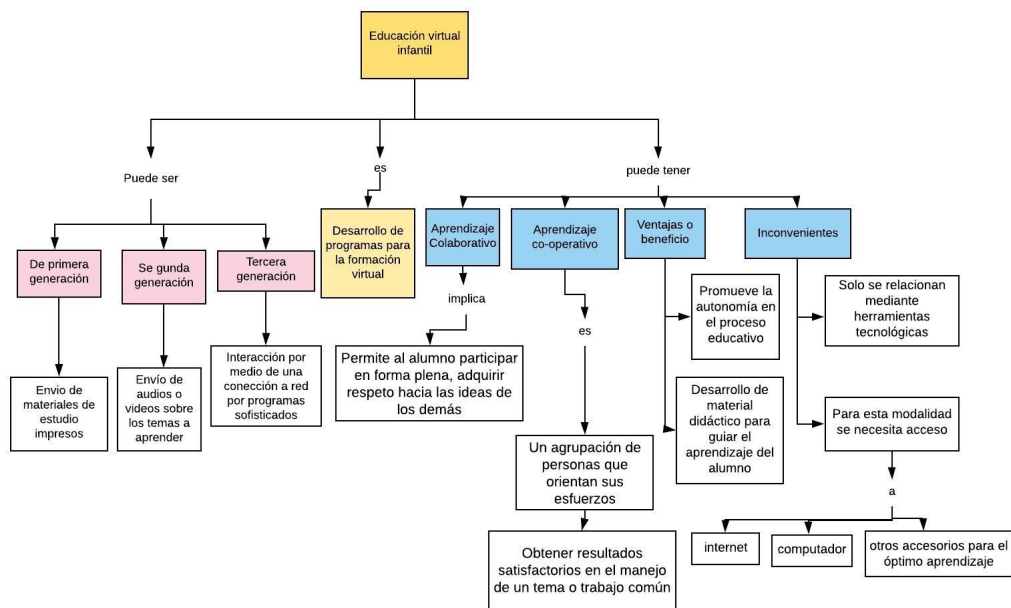 Educación virtual
infantil
Puede ser
es
puede tener
De primera
generación
Se gunda
generación
Tercera
generación
Desarrollo de
programas para
la formación
virtual
Aprendizaje
Colaborativo
Aprendizaje
co-operativo
Ventajas o
beneficio
Inconvenientes
implica
es
Envio de
materiales de
estudio
impresos
Envío de
audios o
videos sobre
los temas a
aprender
Interacción por
medio de una
conección a red
por programas
sofisticados
Permite al alumno participar
en forma plena, adquirir
respeto hacia las ideas de
los demás
Un agrupación de
personas que
orientan sus
esfuerzos
Obtener resultados
satisfactorios en el manejo
de un tema o trabajo común
Promueve la
autonomía en
el proceso
educativo
Desarrollo de
material
didáctico para
guiar el
aprendizaje del
alumno
Solo se relacionan
mediante
herramientas
tecnológicas
Para esta modalidad
se necesita acceso
a
internet
computador
otros accesorios para el
óptimo aprendizaje